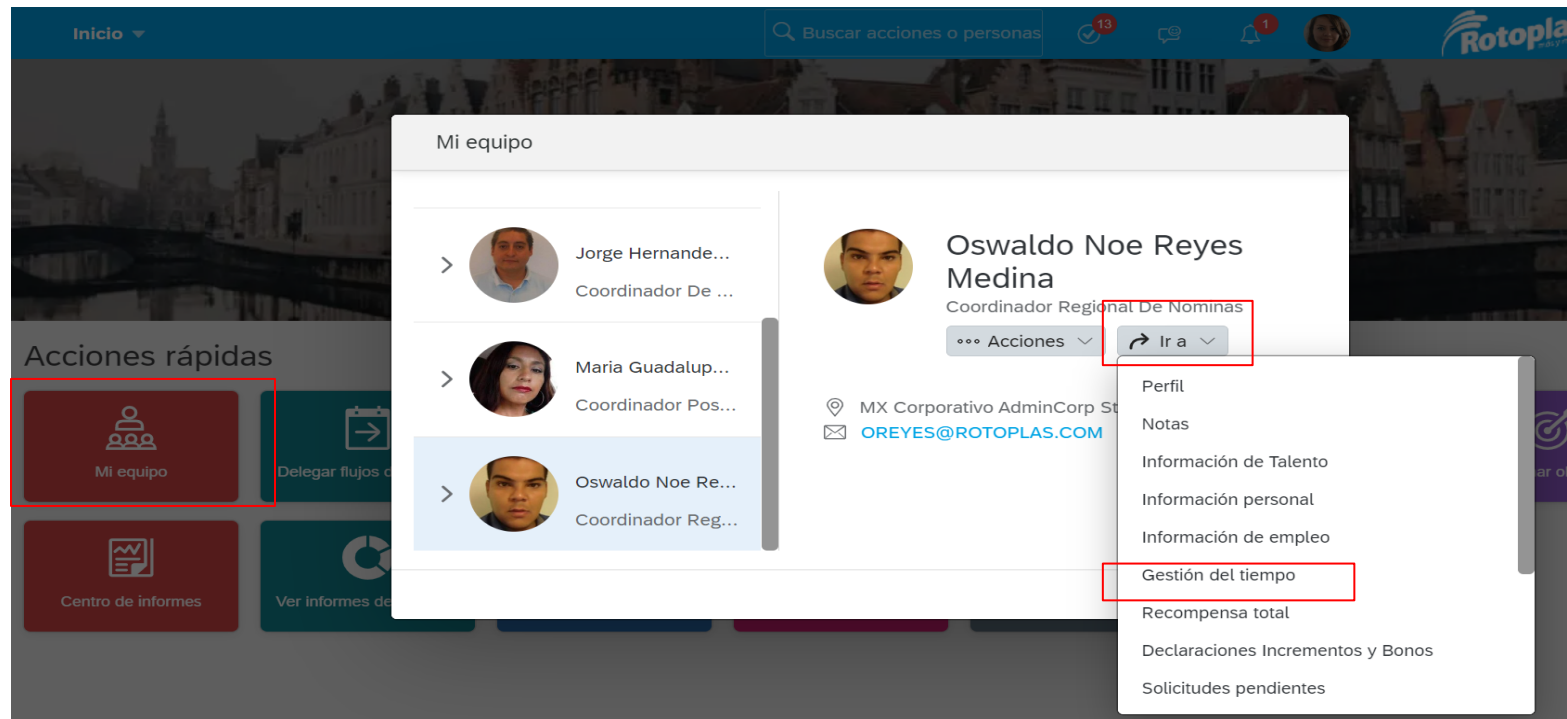 Inicio
Buscar acciones o personas
13
1
Mi equipo
Jorge Hernande...
Coordinador De ...
Maria Guadalup...
Coordinador Pos...
Oswaldo Noe Re...
Coordinador Reg...
Oswaldo Noe Reyes
Medina
Coordinador Regional De Nominas
Acciones
Ir a
MX Corporativo AdminCorp St
OREYES@ROTOPLAS.COM
Perfil
Notas
Información de Talento
Información personal
Información de empleo
Gestión del tiempo
Recompensa total
Declaraciones Incrementos y Bonos
Solicitudes pendientes
Acciones rápidas
Mi equipo
Delegar flujos
Centro de informes
Ver informes de